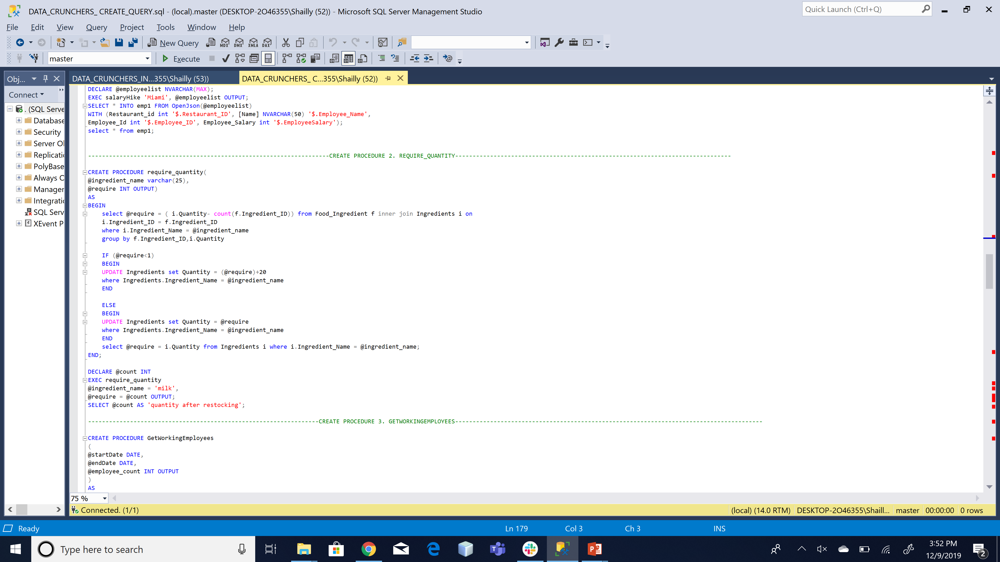 DATA_CRUNCHERS_ CREATE_QUERY.sql - (local).master (DESKTOP-2O46355\Shailly (52)) - Microsoft SQL Server Management Studio
Quick Launch (Ctrl+Q)
File Edit View Query Project Tools Window Help
New Query MDX DMX XMLA DAX
master Execute
Obj...
DATA_CRUNCHERS_IN...355\Shailly (53))
DATA_CRUNCHERS_ C...355\Shailly (52))
Connect
. (SQL Serve
Database
Security
Server Ol
Replicatio
PolyBase
Always O
Manager
Integratio
SQL Serv
XEvent P
DECLARE @employeelist NVARCHAR(MAX);
EXEC salaryHike 'Miami', @employeelist OUTPUT;
SELECT * INTO emp1 FROM OpenJson(@employeelist)
WITH (Restaurant_id int '$.Restaurant_ID', [Name] NVARCHAR(50) '$.Employee_Name',
Employee_Id int '$.Employee_ID', Employee_Salary int '$.EmployeeSalary');
select * from emp1;
---------------------------------------------------------------------CREATE PROCEDURE 2. REQUIRE_QUANTITY-------------------------------------------------------------------------------
CREATE PROCEDURE require_quantity(
@ingredient_name varchar(25),
@require INT OUTPUT)
AS
BEGIN
select @require = ( i.Quantity- count(f.Ingredient_ID)) from Food_Ingredient f inner join Ingredients i on
i.Ingredient_ID = f.Ingredient_ID
where i.Ingredient_Name = @ingredient_name
group by f.Ingredient_ID,i.Quantity
IF (@require<1)
BEGIN
UPDATE Ingredients set Quantity = (@require)+20
where Ingredients.Ingredient_Name = @ingredient_name
END
ELSE
BEGIN
UPDATE Ingredients set Quantity = @require
where Ingredients.Ingredient_Name = @ingredient_name
END
select @require = i.Quantity from Ingredients i where i.Ingredient_Name = @ingredient_name;
END;
DECLARE @count INT
EXEC require_quantity
@ingredient_name = 'milk',
@require = @count OUTPUT;
SELECT @count AS 'quantity after restocking';
------------------------------------------------------------------CREATE PROCEDURE 3. GETWORKINGEMPLOYEES----------------------------------------------------------------------------------------
CREATE PROCEDURE GetWorkingEmployees
(
@startDate DATE,
@endDate DATE,
@employee_count INT OUTPUT
)
AS
75 %
Connected. (1/1)
(local) (14.0 RTM) DESKTOP-2O46355\Shaill... master 00:00:00 0 rows
Ready Ln 179 Col 3 Ch 3 INS
Type here to search
3:52 PM
12/9/2019
2